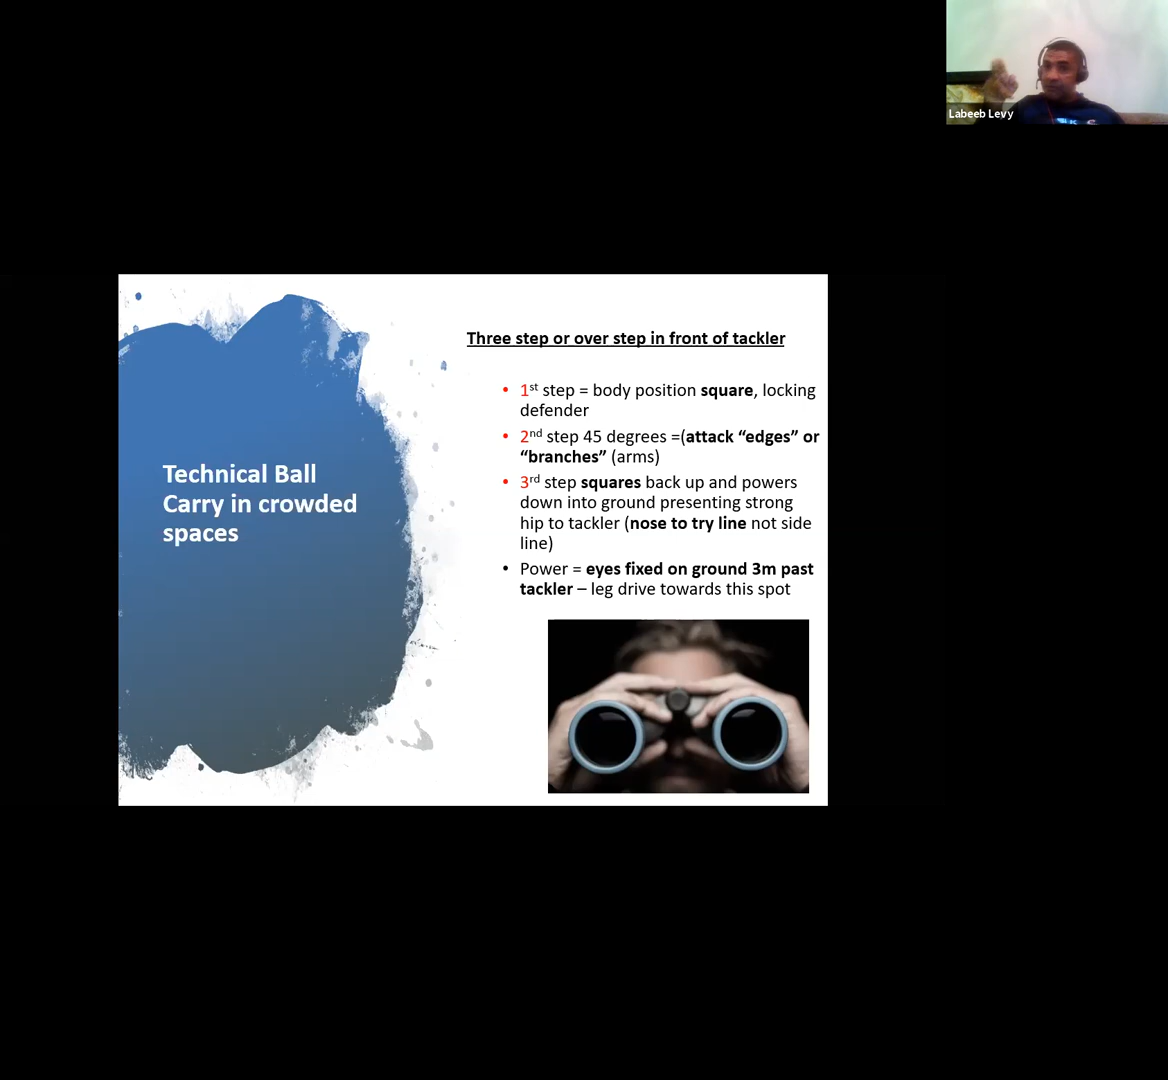 Labeeb Levy
Three step or over step in front of tackler
• 1st step = body position square, locking
defender
• 2nd step 45 degrees =(attack “edges” or
“branches” (arms)
• 3rd step squares back up and powers
down into ground presenting strong
hip to tackler (nose to try line not side
line)
• Power = eyes fixed on ground 3m past
tackler – leg drive towards this spot
Technical Ball
Carry in crowded
spaces